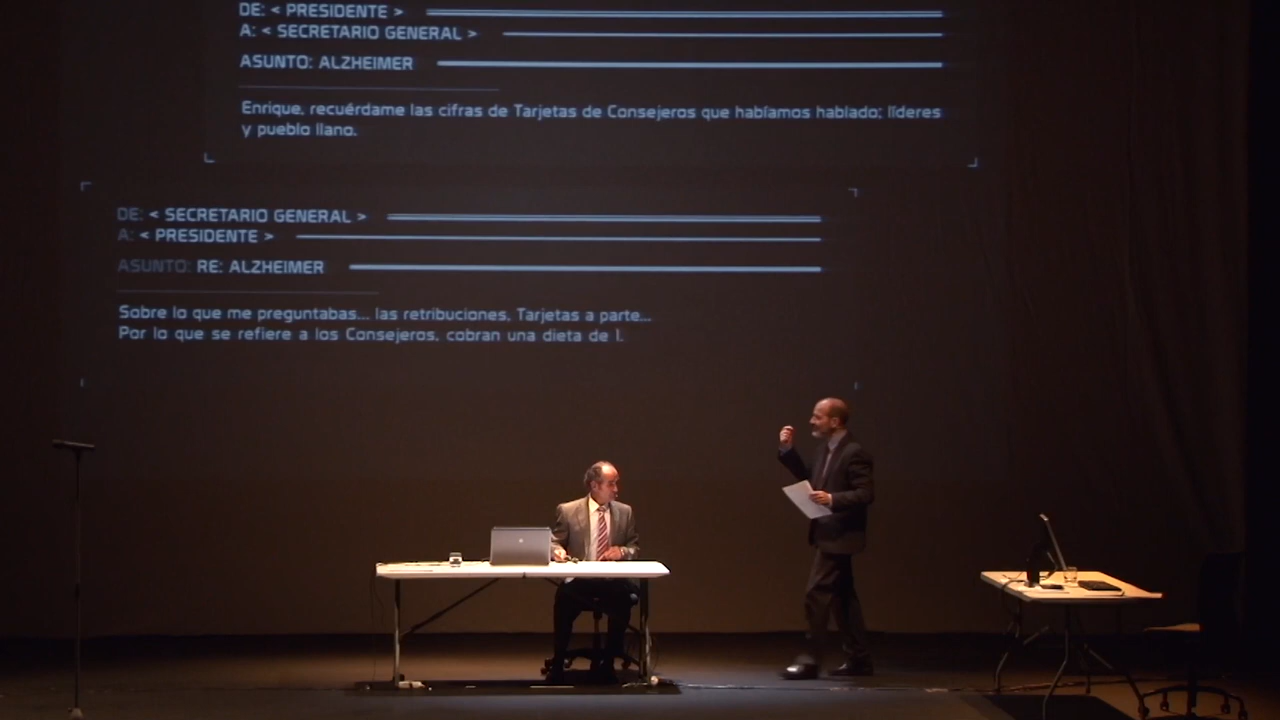 DE: < PRESIDENTE >
A: < SECRETARIO GENERAL >
ASUNTO: ALZHEIMER
Enrique, recuérdame las cifras de Tarjetas de Consejeros que habíamos hablado; líderes
y pueblo llano.
DE: < SECRETARIO GENERAL >
A: < PRESIDENTE >
ASUNTO: RE: ALZHEIMER
Sobre lo que me preguntabas... las retribuciones, Tarjetas a parte...
Por lo que se refiere a los Consejeros, cobran una dieta de 1.